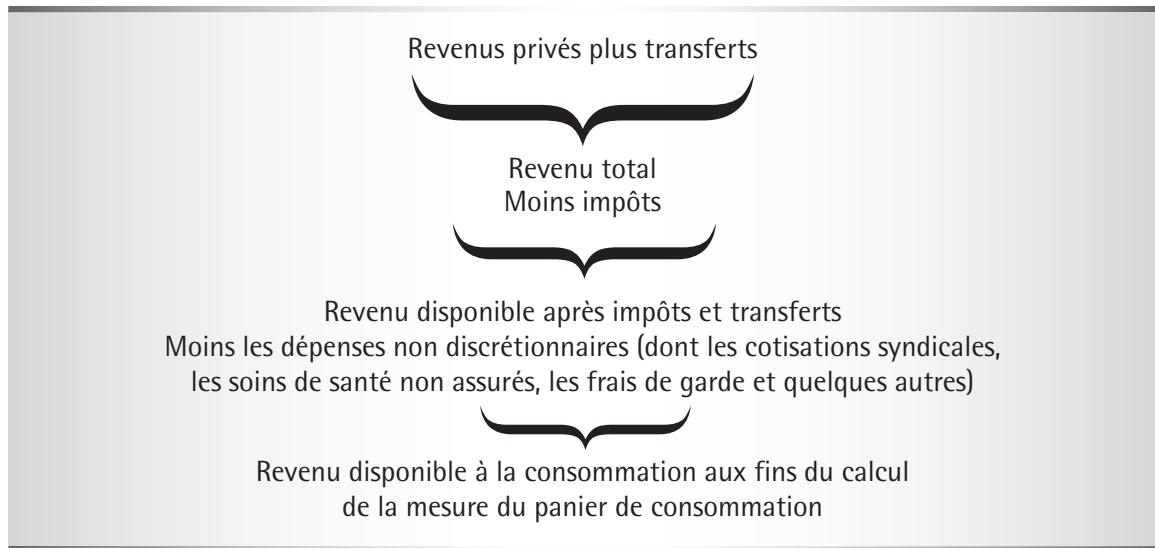 Revenus privés plus transferts
Revenu total
Moins impôts
Revenu disponible après impôts et transferts
Moins les dépenses non discrétionnaires (dont les cotisations syndicales,
les soins de santé non assurés, les frais de garde et quelques autres)
Revenu disponible à la consommation aux fins du calcul
de la mesure du panier de consommation